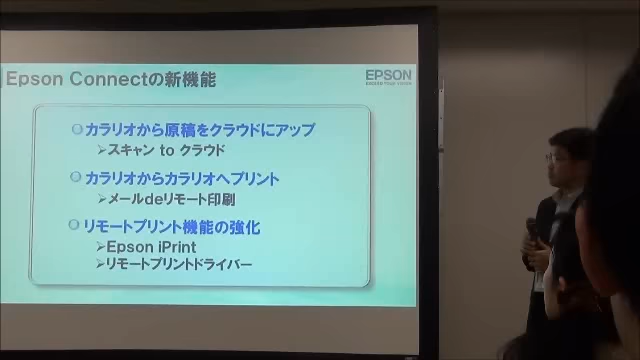 Epson Connectの新機能
EPSON
EXCEED YOUR VISION
カラリオから原稿をクラウドにアップ
➢スキャン to クラウド
カラリオからカラリオへプリント
➢メールdeリモート印刷
リモートプリント機能の強化
➢Epson iPrint
➢リモートプリントドライバー